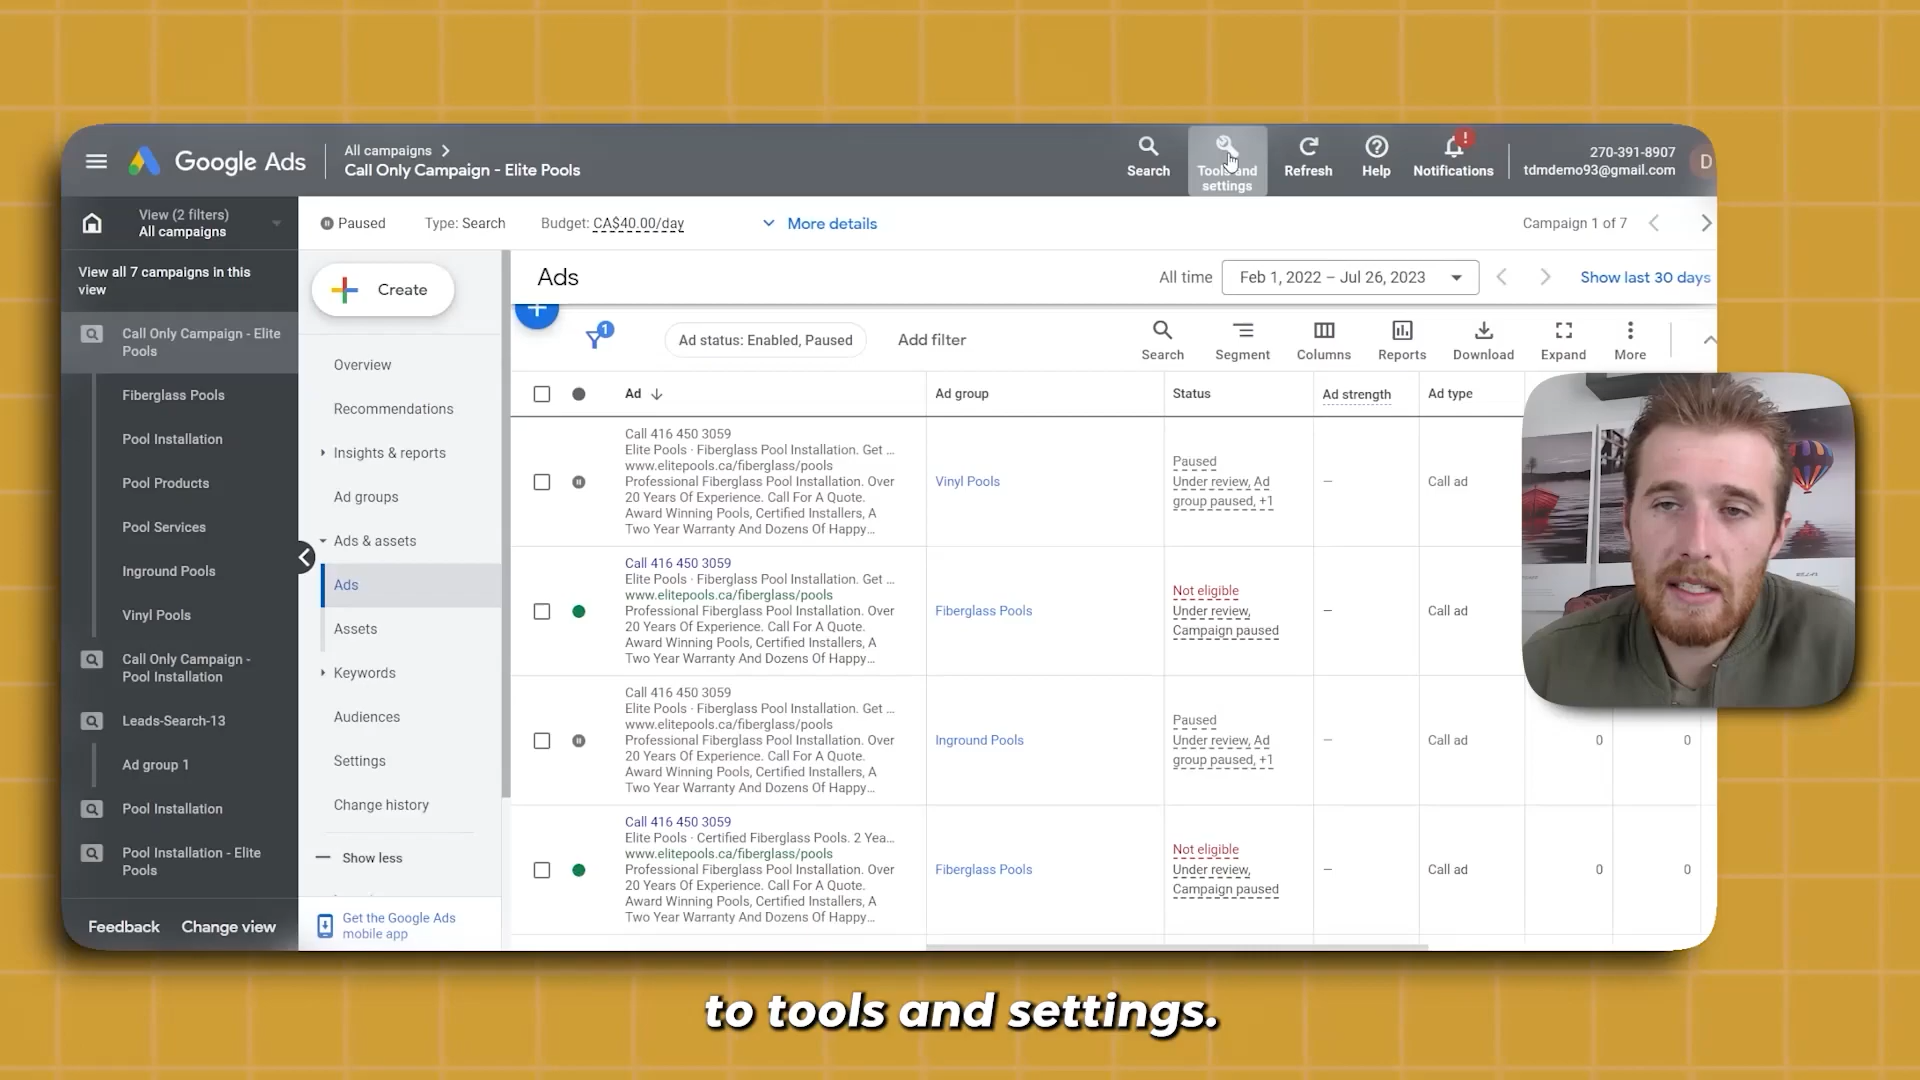 Google Ads
All campaigns
Call Only Campaign - Elite Pools
Search
Tools and
settings
Refresh
Help
!
Notifications
270-391-8907
tdmdemo93@gmail.com
D
View (2 filters)
All campaigns
Paused
Type: Search
Budget: CA$40.00/day
More details
Campaign 1 of 7
View all 7 campaigns in this
view
Call Only Campaign - Elite
Pools
Fiberglass Pools
Pool Installation
Pool Products
Pool Services
Inground Pools
Vinyl Pools
Call Only Campaign -
Pool Installation
Leads-Search-13
Ad group 1
Pool Installation
Pool Installation - Elite
Pools
Feedback
Change view
Create
Overview
Recommendations
Insights & reports
Ad groups
Ads & assets
Ads
Assets
Keywords
Audiences
Settings
Change history
Show less
Get the Google Ads
mobile app
Ads
All time
Feb 1, 2022 – Jul 26, 2023
Show last 30 days
1
Ad status: Enabled, Paused
Add filter
Search
Segment
Columns
Reports
Download
Expand
More
Ad
Ad group
Status
Ad strength
Ad type
Call 416 450 3059
Elite Pools · Fiberglass Pool Installation. Get ...
www.elitepools.ca/fiberglass/pools
Professional Fiberglass Pool Installation. Over
20 Years Of Experience. Call For A Quote.
Award Winning Pools, Certified Installers, A
Two Year Warranty And Dozens Of Happy...
Vinyl Pools
Paused
Under review, Ad
group paused, +1
–
Call ad
Call 416 450 3059
Elite Pools · Fiberglass Pool Installation. Get ...
www.elitepools.ca/fiberglass/pools
Professional Fiberglass Pool Installation. Over
20 Years Of Experience. Call For A Quote.
Award Winning Pools, Certified Installers, A
Two Year Warranty And Dozens Of Happy...
Fiberglass Pools
Not eligible
Under review,
Campaign paused
–
Call ad
Call 416 450 3059
Elite Pools · Fiberglass Pool Installation. Get ...
www.elitepools.ca/fiberglass/pools
Professional Fiberglass Pool Installation. Over
20 Years Of Experience. Call For A Quote.
Award Winning Pools, Certified Installers, A
Two Year Warranty And Dozens Of Happy...
Inground Pools
Paused
Under review, Ad
group paused, +1
–
Call ad
0
0
Call 416 450 3059
Elite Pools · Certified Fiberglass Pools. 2 Yea...
www.elitepools.ca/fiberglass/pools
Professional Fiberglass Pool Installation. Over
20 Years Of Experience. Call For A Quote.
Award Winning Pools, Certified Installers, A
Two Year Warranty And Dozens Of Happy...
Fiberglass Pools
Not eligible
Under review,
Campaign paused
–
Call ad
0
0
to tools and settings.